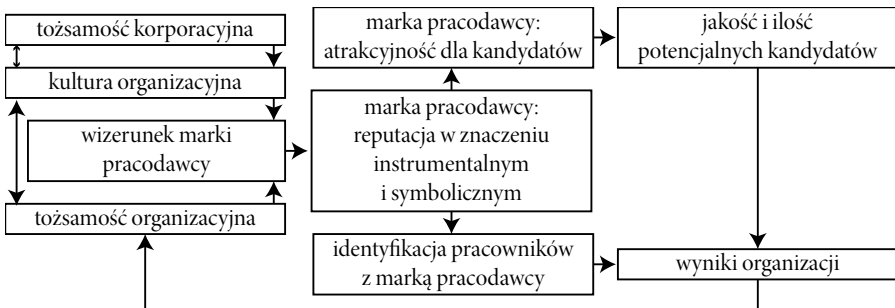 tożsamość korporacyjna
kultura organizacyjna
wizerunek marki
pracodawcy
tożsamość organizacyjna
marka pracodawcy:
atrakcyjność dla kandydatów
marka pracodawcy:
reputacja w znaczeniu
instrumentalnym
i symbolicznym
identyfikacja pracowników
z marką pracodawcy
jakość i ilość
potencjalnych kandydatów
wyniki organizacji